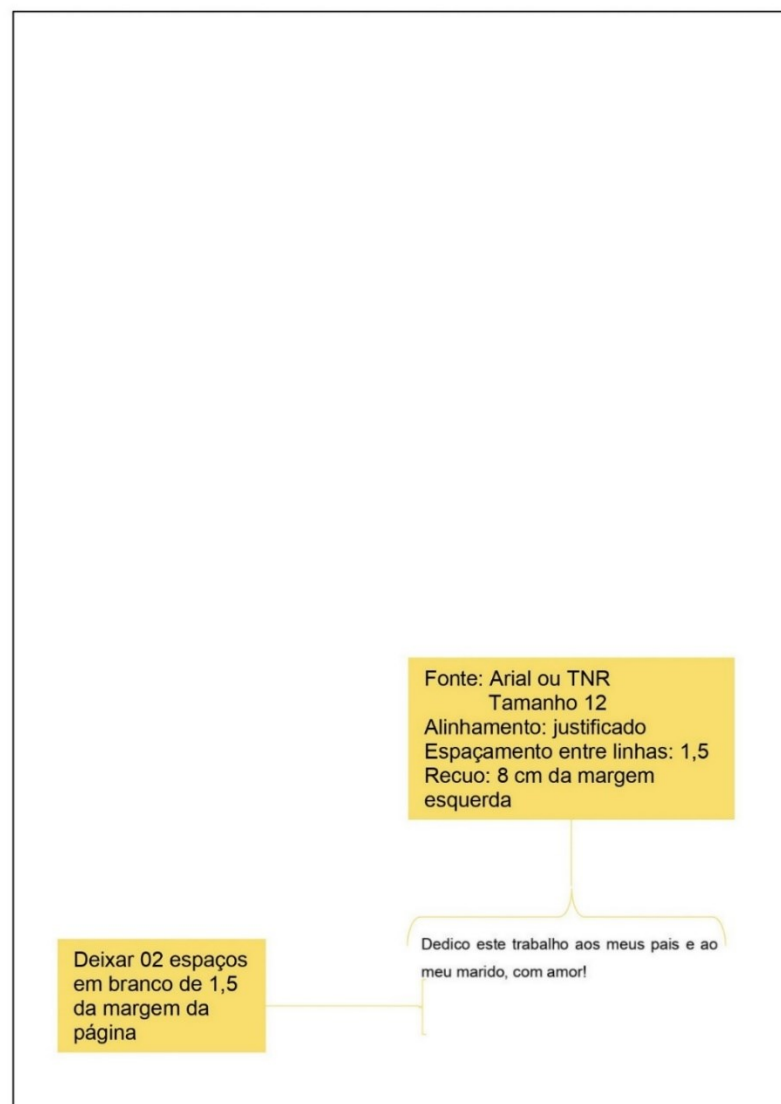 Fonte: Arial ou TNR
Tamanho 12
Alinhamento: justificado
Espaçamento entre linhas: 1,5
Recuo: 8 cm da margem
esquerda
Dedico este trabalho aos meus pais e ao
meu marido, com amor!
Deixar 02 espaços
em branco de 1,5
da margem da
página